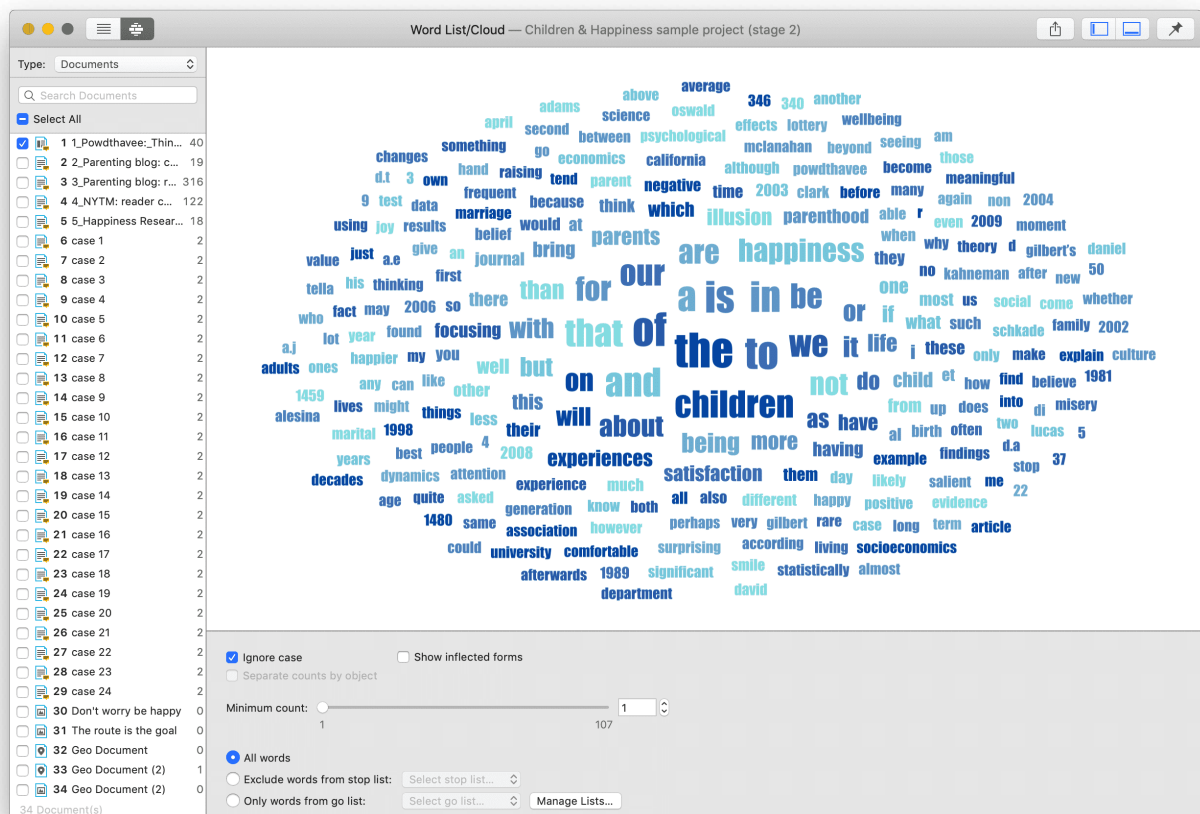 Word List/Cloud — Children & Happiness sample project (stage 2)
Type: Documents
Search Documents
Select All
1 1_Powdthavee:_Thin... 40
2 2_Parenting blog: c... 19
3 3_Parenting blog: r... 316
4 4_NYTM: reader c... 122
5 5_Happiness Resear... 18
6 case 1 2
7 case 2 2
8 case 3 2
9 case 4 2
10 case 5 2
11 case 6 2
12 case 7 2
13 case 8 2
14 case 9 2
15 case 10 2
16 case 11 2
17 case 12 2
18 case 13 2
19 case 14 2
20 case 15 2
21 case 16 2
22 case 17 2
23 case 18 2
24 case 19 2
25 case 20 2
26 case 21 2
27 case 22 2
28 case 23 2
29 case 24 2
30 Don't worry be happy 0
31 The route is the goal 0
32 Geo Document 0
33 Geo Document (2) 1
34 Geo Document (2) 0
34 Document(s)
average
above
adams science oswald 346 340 another
april second between psychological effects lottery wellbeing
something go economics california mclanahan beyond seeing am
changes hand raising tend parent although powdthavee become those
d.t 3 own frequent negative time 2003 clark before many meaningful
9 test data marriage because think which illusion parenthood able r again non 2004
using joy results belief would at parents are happiness when even 2009 moment
value just a.e give an journal bring they why theory d gilbert's daniel
tella his thinking first than for our a is in be one no kahneman after new 50
who fact may 2006 so there or if most us social come whether
lot year found focusing with that of the to we it life what such schkade family 2002
a.j happier my you well but i these only make explain culture
adults ones any can like other on and not do child et how find believe 1981
1459 lives might things less this will about children as have from up does into di misery
alesina marital 1998 their being more having al birth often two lucas 5
years best people 4 2008 experiences satisfaction example findings d.a
decades dynamics attention experience much them day likely salient me stop 37
age quite asked generation know both all also different happy positive evidence 22
1480 same association however perhaps very gilbert rare case long term article
could university comfortable surprising according living socioeconomics
afterwards 1989 significant smile statistically almost
department david
Ignore case
Show inflected forms
Separate counts by object
Minimum count: 1
1 107
All words
Exclude words from stop list: Select stop list...
Only words from go list: Select go list... Manage Lists...